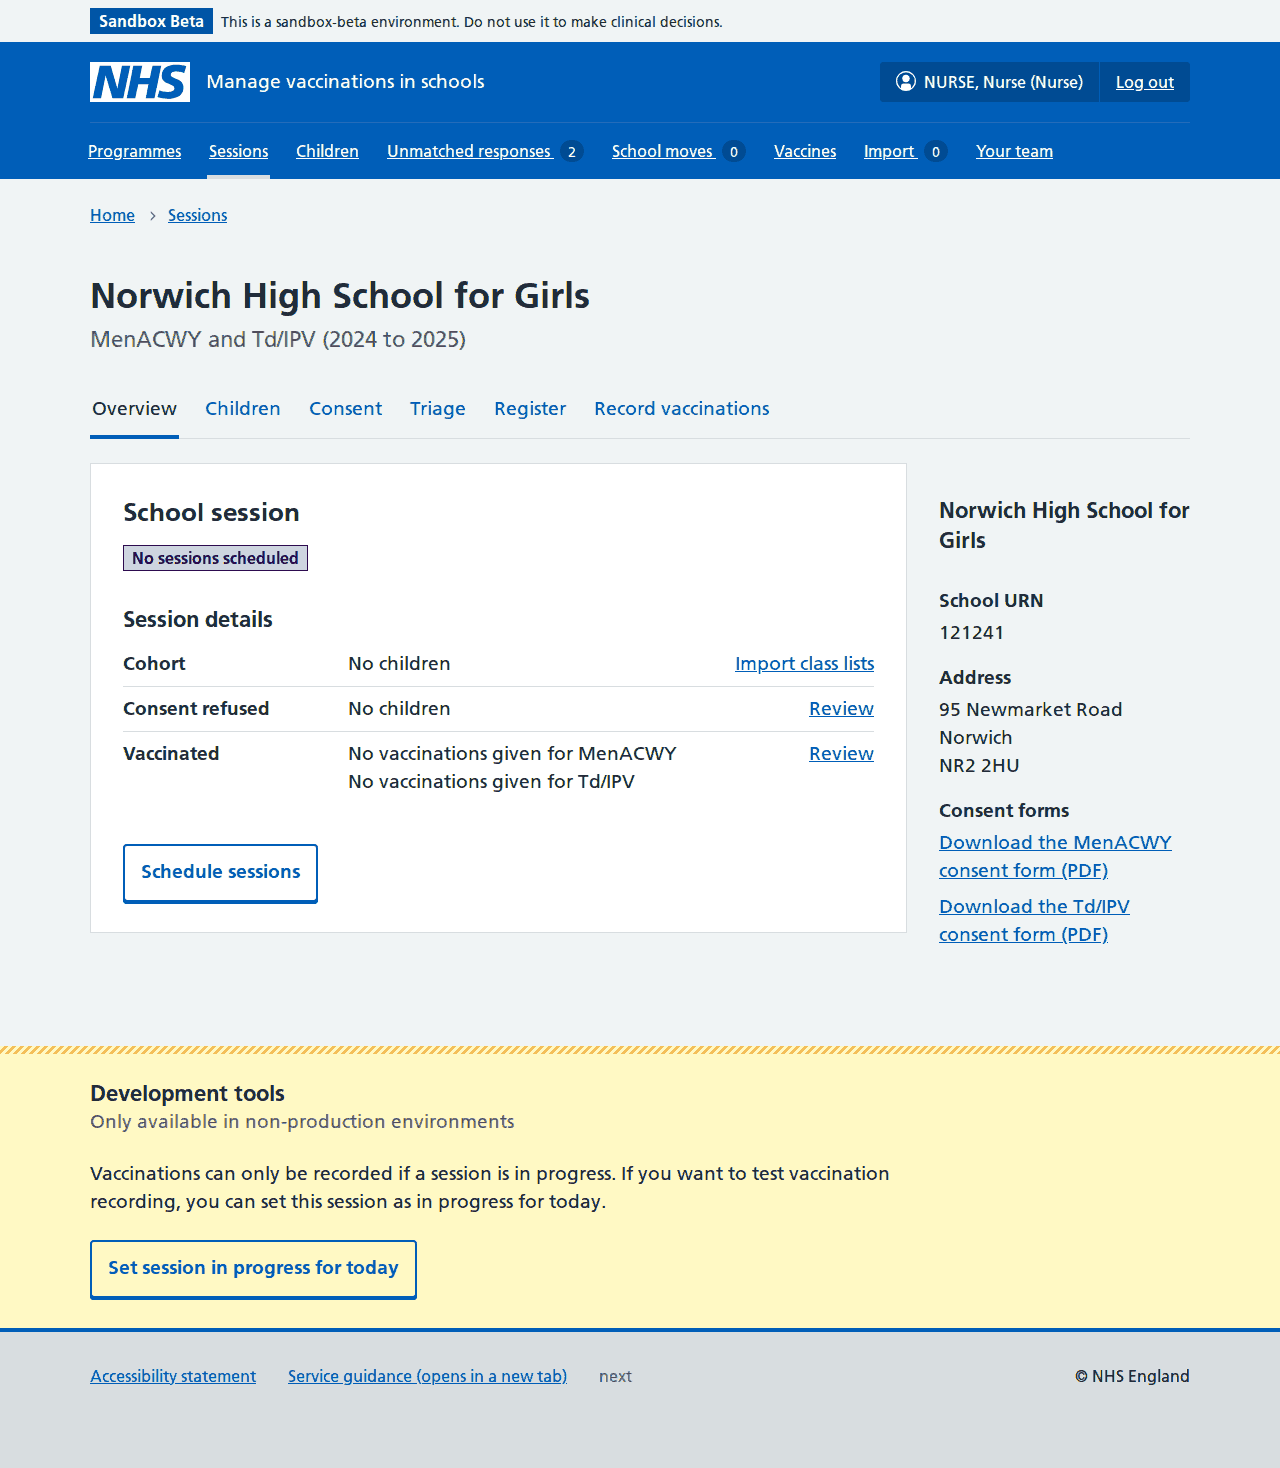 Sandbox Beta This is a sandbox-beta environment. Do not use it to make clinical decisions.
NHS Manage vaccinations in schools NURSE, Nurse (Nurse) Log out
Programmes Sessions Children Unmatched responses 2 School moves 0 Vaccines Import 0 Your team
Home Sessions
Norwich High School for Girls
MenACWY and Td/IPV (2024 to 2025)
Overview Children Consent Triage Register Record vaccinations
School session
No sessions scheduled
Session details
Cohort No children Import class lists
Consent refused No children Review
Vaccinated No vaccinations given for MenACWY Review
No vaccinations given for Td/IPV
Schedule sessions
Norwich High School for
Girls
School URN
121241
Address
95 Newmarket Road
Norwich
NR2 2HU
Consent forms
Download the MenACWY
consent form (PDF)
Download the Td/IPV
consent form (PDF)
Development tools
Only available in non-production environments
Vaccinations can only be recorded if a session is in progress. If you want to test vaccination
recording, you can set this session as in progress for today.
Set session in progress for today
Accessibility statement Service guidance (opens in a new tab) next © NHS England